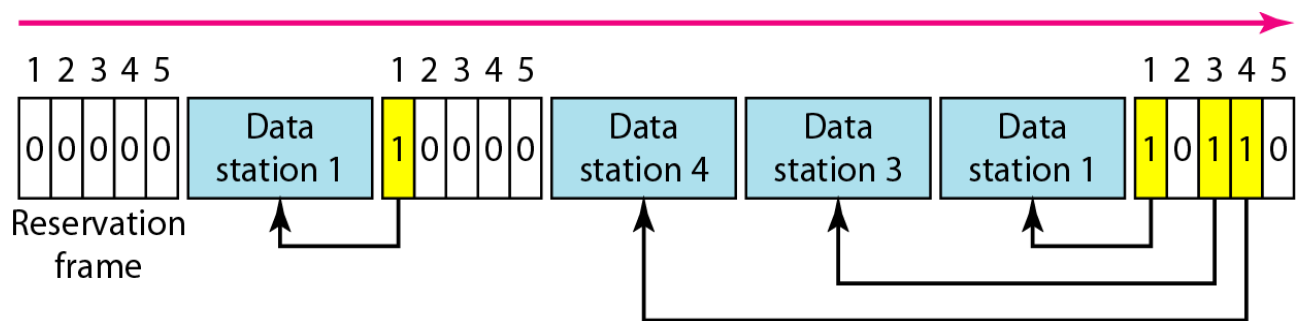 1 2 3 4 5 1 2 3 4 5 1 2 3 4 5
0 0 0 0 0 Data station 1 1 0 0 0 0 Data station 4 Data station 3 Data station 1 1 0 1 1 0
Reservation
frame